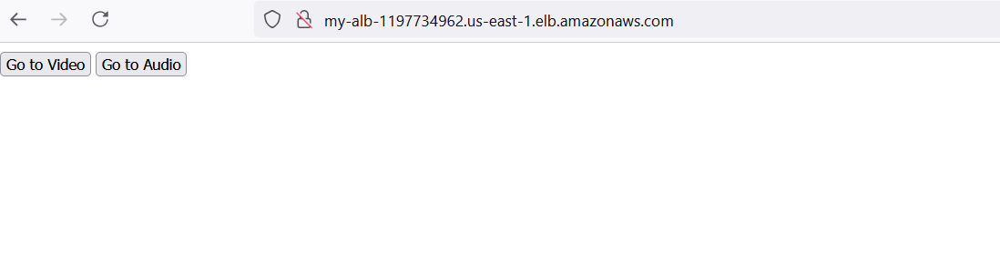 my-alb-1197734962.us-east-1.elb.amazonaws.com
Go to Video Go to Audio